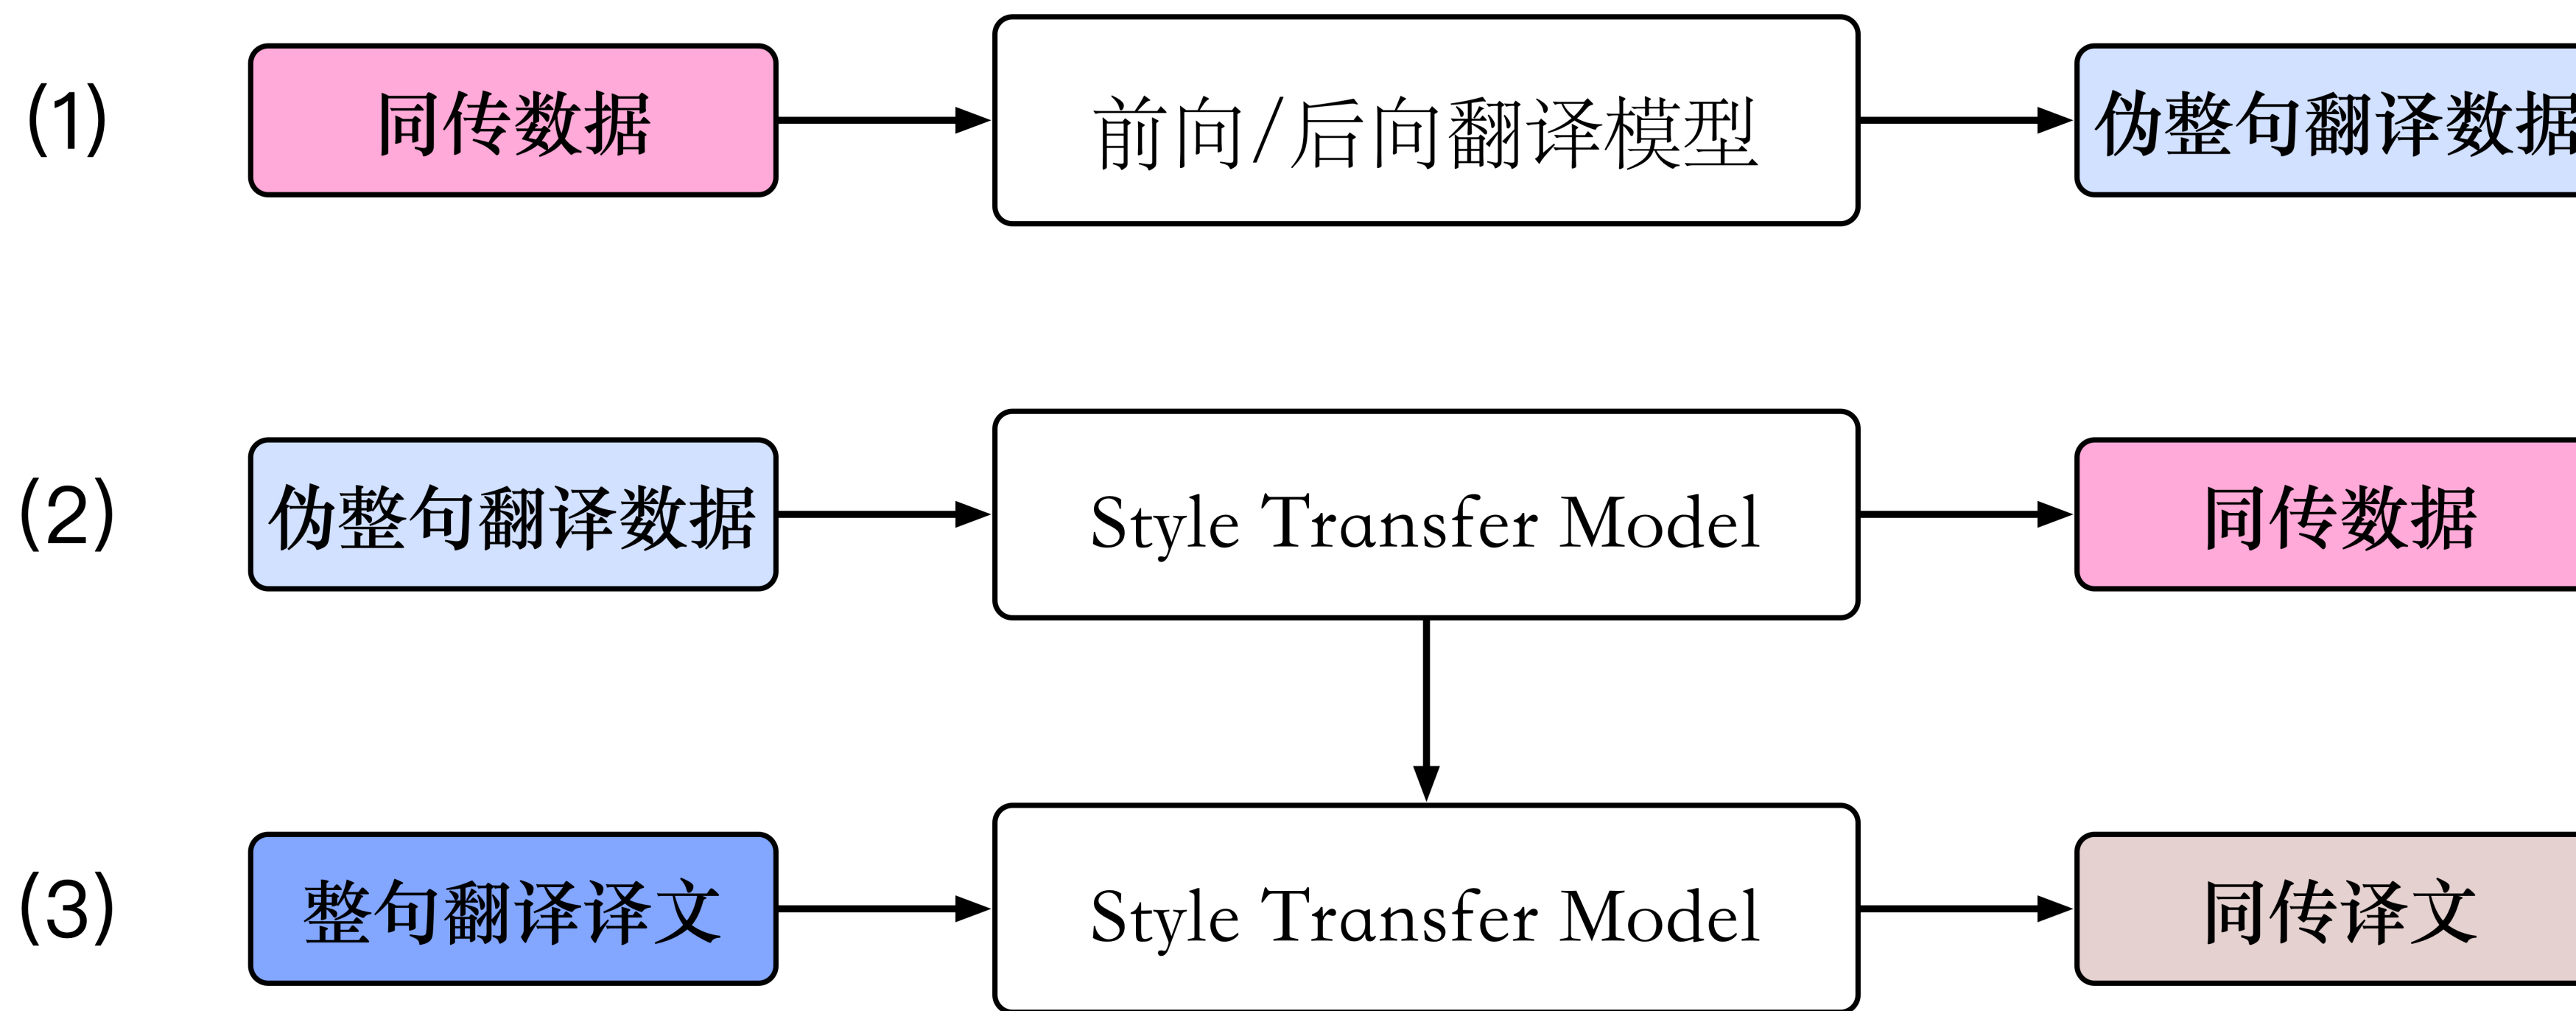 (1) 同传数据 前向/后向翻译模型 伪整句翻译数据
(2) 伪整句翻译数据 Style Transfer Model 同传数据
(3) 整句翻译译文 Style Transfer Model 同传译文